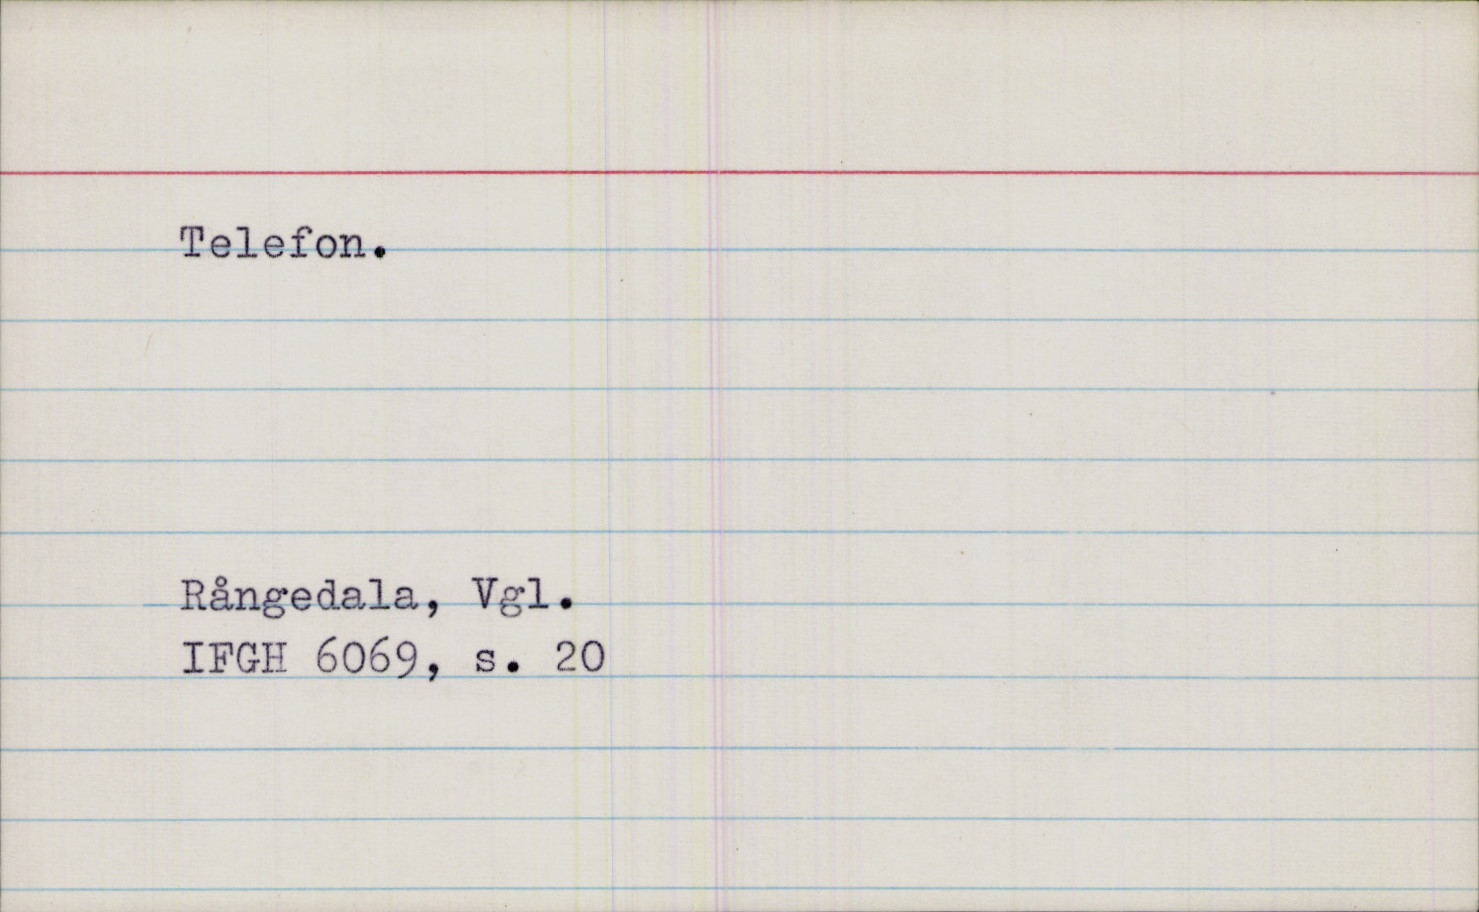 Telefon.
Rångedala, Vgl.
IFGH 6069, s. 20